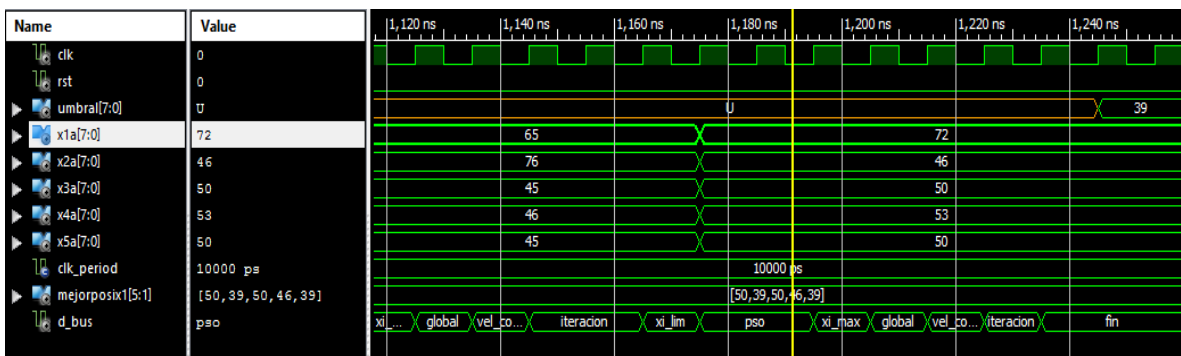 Name Value 1,120 ns 1,140 ns 1,160 ns 1,180 ns 1,200 ns 1,220 ns 1,240 ns
clk 0
rst 0
umbral[7:0] U U 39
x1a[7:0] 72 65 72
x2a[7:0] 46 76 46
x3a[7:0] 50 45 50
x4a[7:0] 53 46 53
x5a[7:0] 50 45 50
clk_period 10000 ps 10000 ps
mejorposix1[5:1] [50,39,50,46,39] [50,39,50,46,39]
d_bus pso xi_... global vel_co... iteracion xi_lim pso xi_max global vel_co... iteracion fin